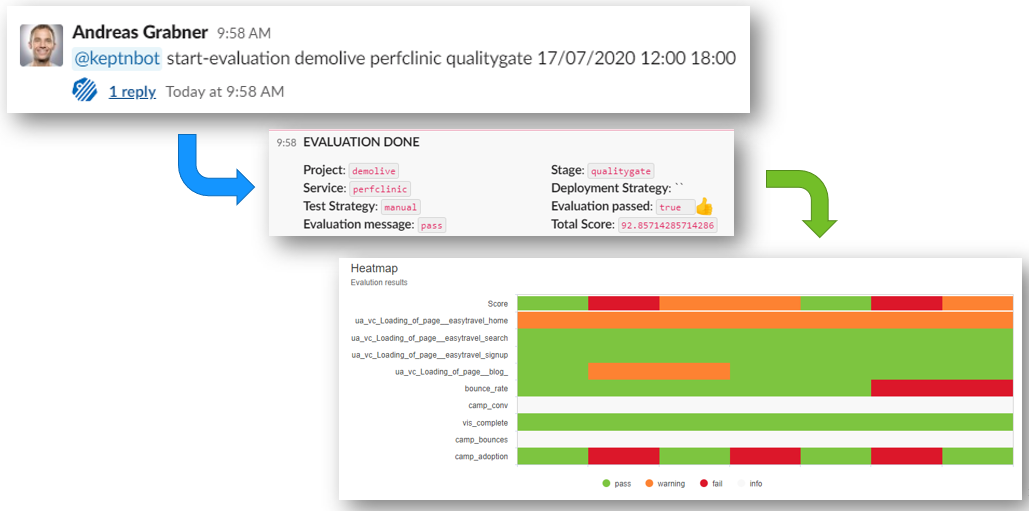 Andreas Grabner 9:58 AM
@keptnbot start-evaluation demolive perfclinic qualitygate 17/07/2020 12:00 18:00
1 reply Today at 9:58 AM
9:58 EVALUATION DONE
Project: demolive Stage: qualitygate
Service: perfclinic Deployment Strategy: ``
Test Strategy: manual Evaluation passed: true 👍
Evaluation message: pass Total Score: 92.85714285714286
Heatmap
Evalution results
Score
ua_vc_Loading_of_page__easytravel_home
ua_vc_Loading_of_page__easytravel_search
ua_vc_Loading_of_page__easytravel_signup
ua_vc_Loading_of_page__blog_
bounce_rate
camp_conv
vis_complete
camp_bounces
camp_adoption
pass warning fail info